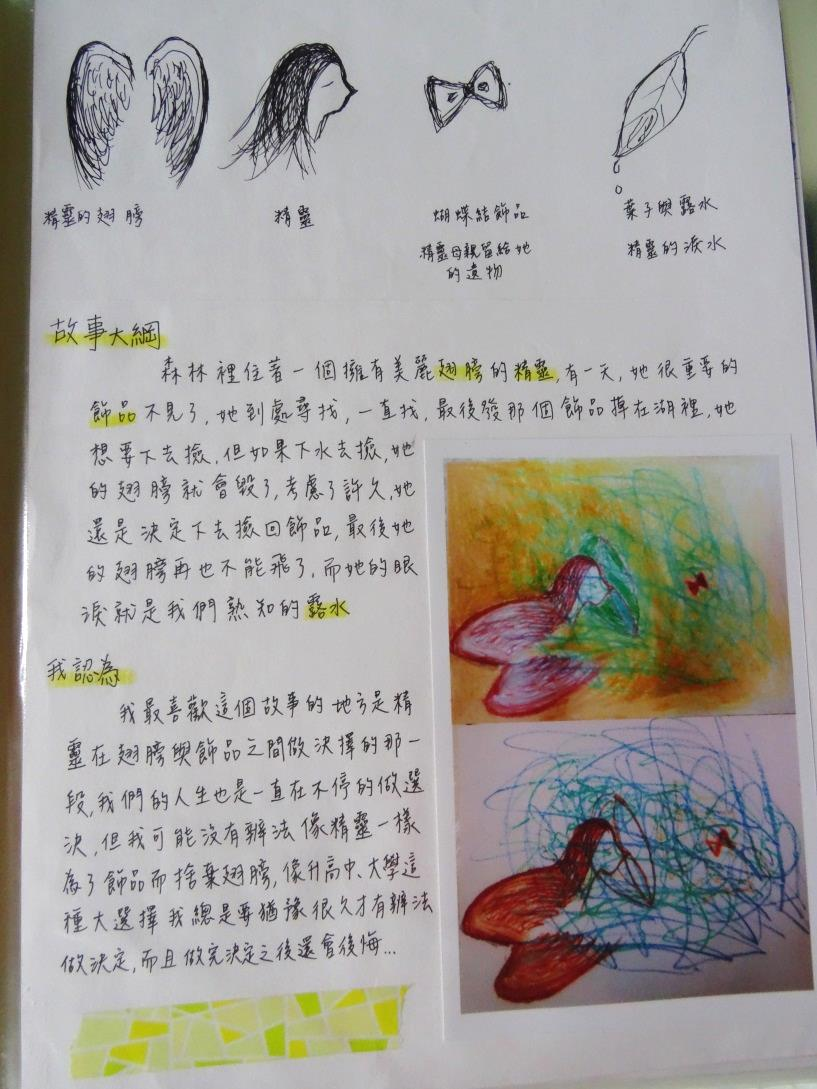 精靈的翅膀
精靈
蝴蝶結飾品
精靈母親留給她
的遺物
葉子與露水
精靈的淚水
故事大綱
森林裡住著一個擁有美麗翅膀的精靈,有一天,她很重要的
飾品不見了,她到處尋找,一直找,最後發那個飾品掉在湖裡,她
想要下去撿,但如果下水去撿,她
的翅膀就會毀了,考慮了許久,她
還是決定下去撿回飾品,最後她
的翅膀再也不能飛了,而她的眼
淚就是我們熟知的露水
我認為
我最喜歡這個故事的地方是精
靈在翅膀與飾品之間做決擇的那一
段,我們的人生也是一直在不停的做選
決,但我可能沒有辦法像精靈一樣
為了飾品而捨棄翅膀,像升高中、大學這
種大選擇我總是要猶豫很久才有辦法
做決定,而且做完決定之後還會後悔...